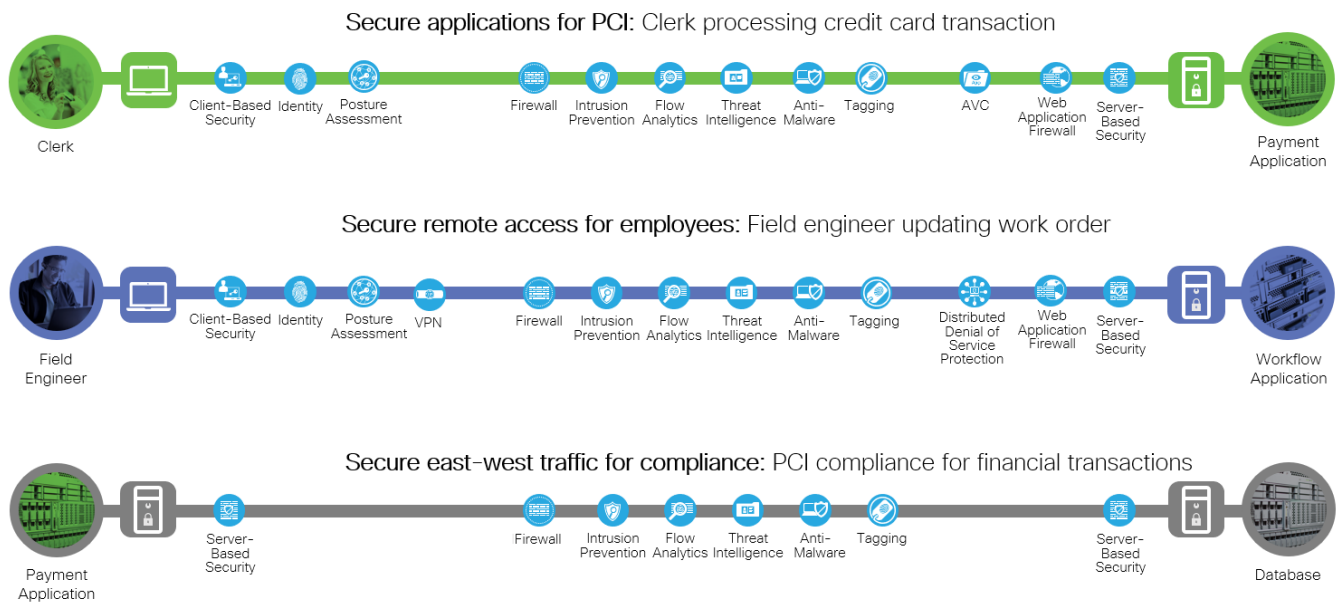 Secure applications for PCI: Clerk processing credit card transaction
Client-Based
Security
Identity
Posture
Assessment
Firewall
Intrusion
Prevention
Flow
Analytics
Threat
Intelligence
Anti-
Malware
Tagging
AVC
Web
Application
Firewall
Server-
Based
Security
Clerk
Payment
Application
Secure remote access for employees: Field engineer updating work order
Client-Based
Security
Identity
Posture
Assessment
VPN
Firewall
Intrusion
Prevention
Flow
Analytics
Threat
Intelligence
Anti-
Malware
Tagging
Distributed
Denial of
Service
Protection
Web
Application
Firewall
Server-
Based
Security
Field
Engineer
Workflow
Application
Secure east-west traffic for compliance: PCI compliance for financial transactions
Server-
Based
Security
Firewall
Intrusion
Prevention
Flow
Analytics
Threat
Intelligence
Anti-
Malware
Tagging
Server-
Based
Security
Payment
Application
Database